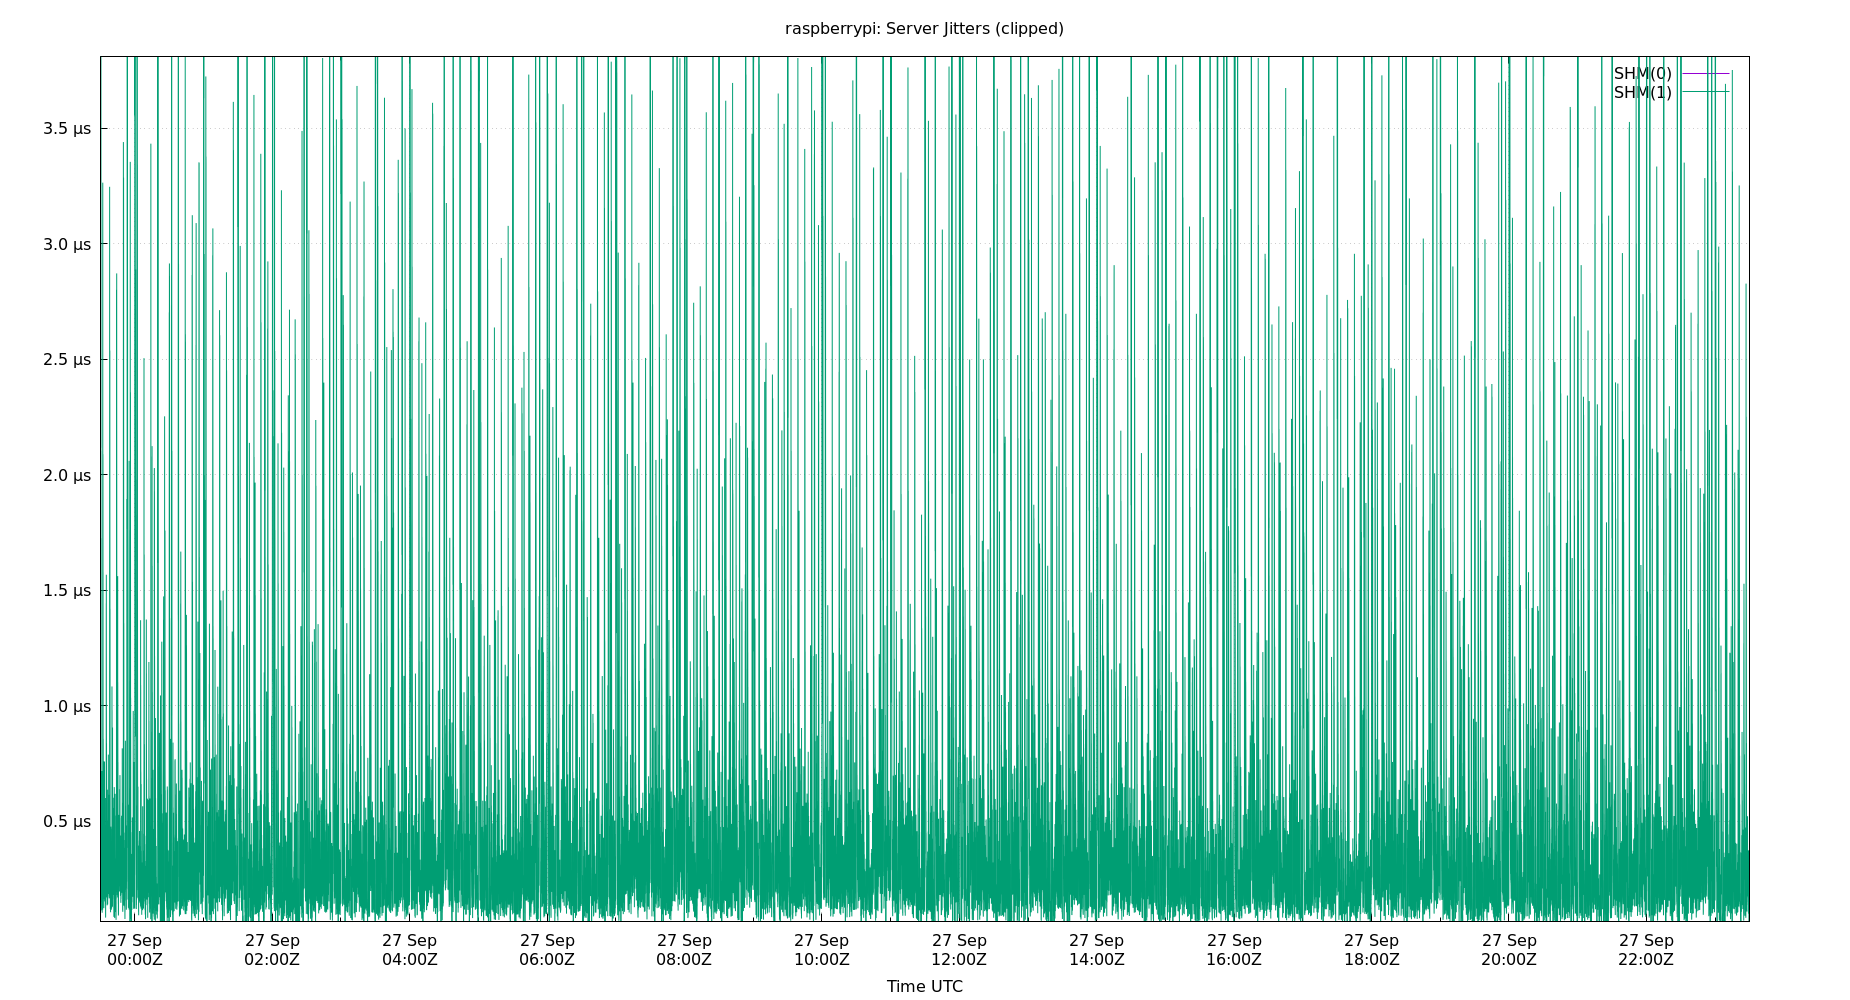 raspberrypi: Server Jitters (clipped)
SHM(0)
SHM(1)
3.5 µs
3.0 µs
2.5 µs
2.0 µs
1.5 µs
1.0 µs
0.5 µs
27 Sep 27 Sep 27 Sep 27 Sep 27 Sep 27 Sep 27 Sep 27 Sep 27 Sep 27 Sep 27 Sep 27 Sep
00:00Z 02:00Z 04:00Z 06:00Z 08:00Z 10:00Z 12:00Z 14:00Z 16:00Z 18:00Z 20:00Z 22:00Z
Time UTC